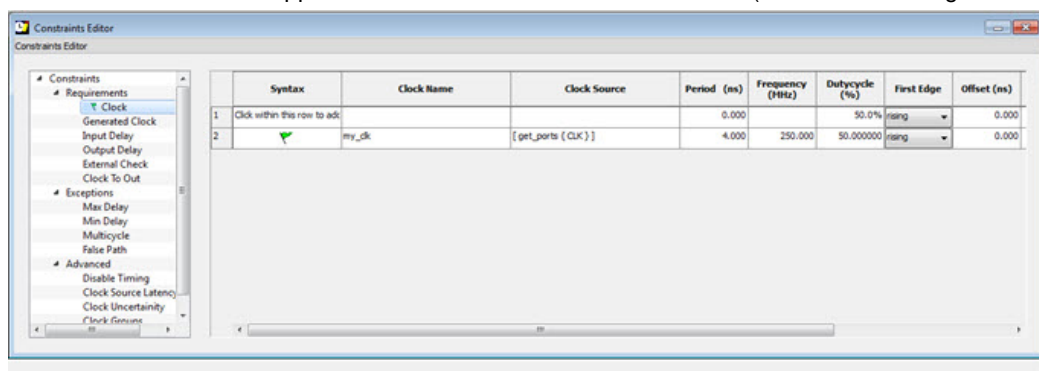 Constraints Editor
Constraints Editor
Constraints
Requirements
Clock
Generated Clock
Input Delay
Output Delay
External Check
Clock To Out
Exceptions
Max Delay
Min Delay
Multicycle
False Path
Advanced
Disable Timing
Clock Source Latency
Clock Uncertainity
Clock Groups
Syntax Clock Name Clock Source Period (ns) Frequency (MHz) Dutycycle (%) First Edge Offset (ns)
1 Click within this row to add 0.000 50.0% rising 0.000
2 my_clk [ get_ports { CLK } ] 4.000 250.000 50.000000 rising 0.000